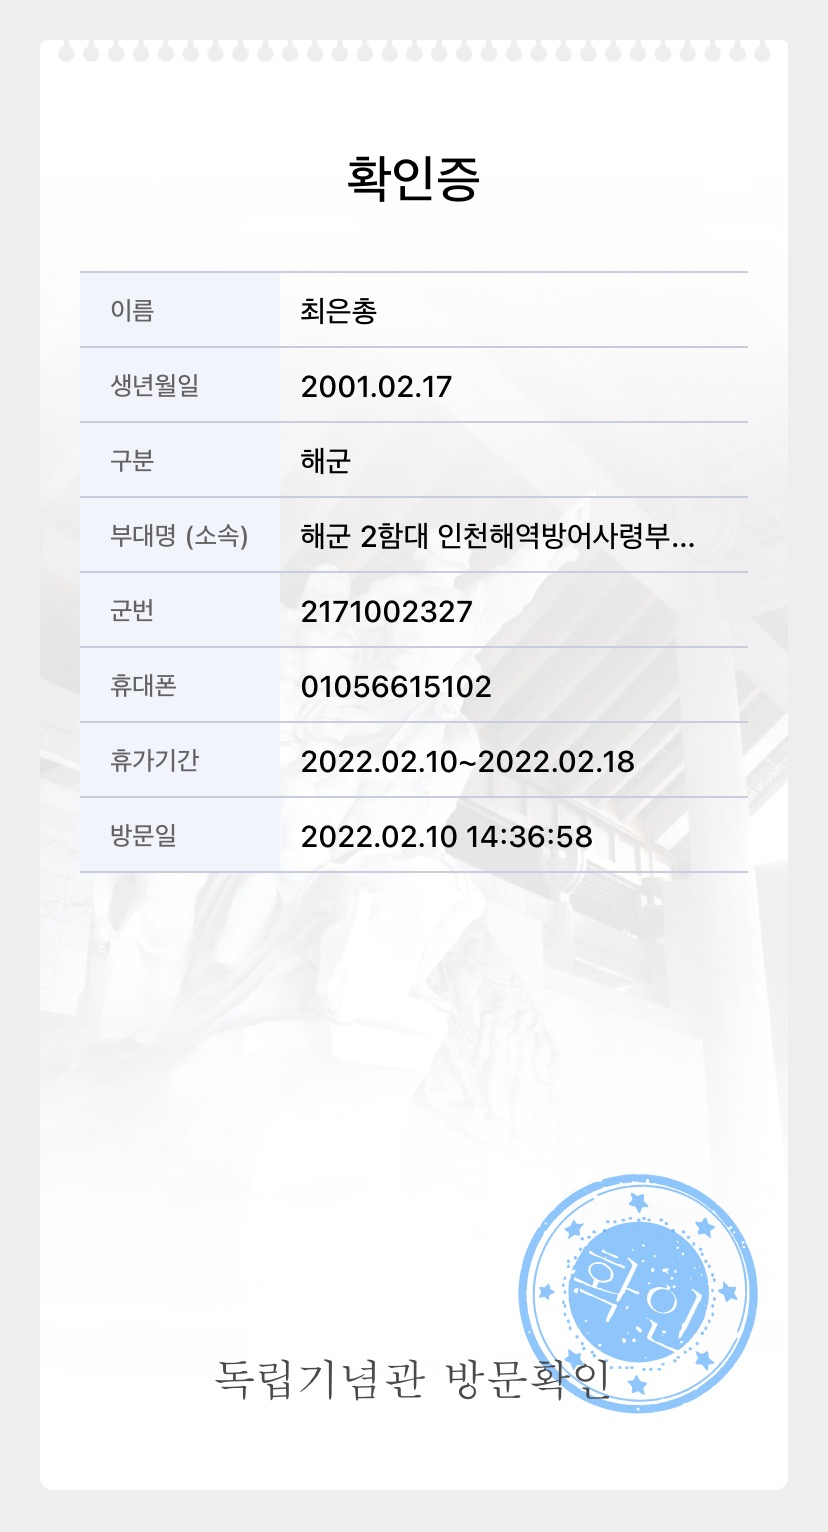 확인증
이름 최은총
생년월일 2001.02.17
구분 해군
부대명 (소속) 해군 2함대 인천해역방어사령부...
군번 2171002327
휴대폰 01056615102
휴가기간 2022.02.10~2022.02.18
방문일 2022.02.10 14:36:58
확인
독립기념관 방문확인